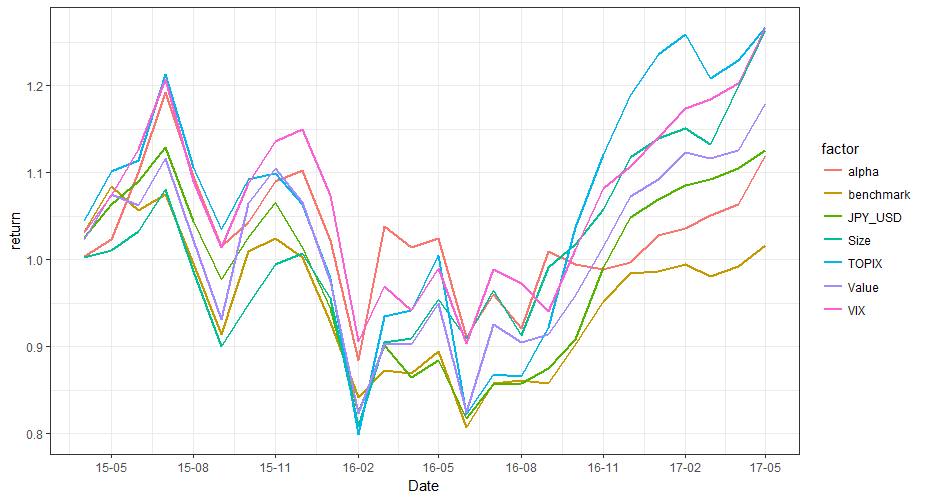 return
1.2
1.1
1.0
0.9
0.8
15-05 15-08 15-11 16-02 16-05 16-08 16-11 17-02 17-05
Date
factor
alpha
benchmark
JPY_USD
Size
TOPIX
Value
VIX